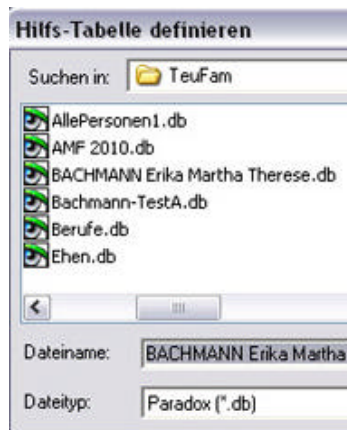 Hilfs-Tabelle definieren
Suchen in: TeuFam
AllePersonen1.db
AMF 2010.db
BACHMANN Erika Martha Therese.db
Bachmann-TestA.db
Berufe.db
Ehen.db
Dateiname: BACHMANN Erika Martha
Dateityp: Paradox (*.db)